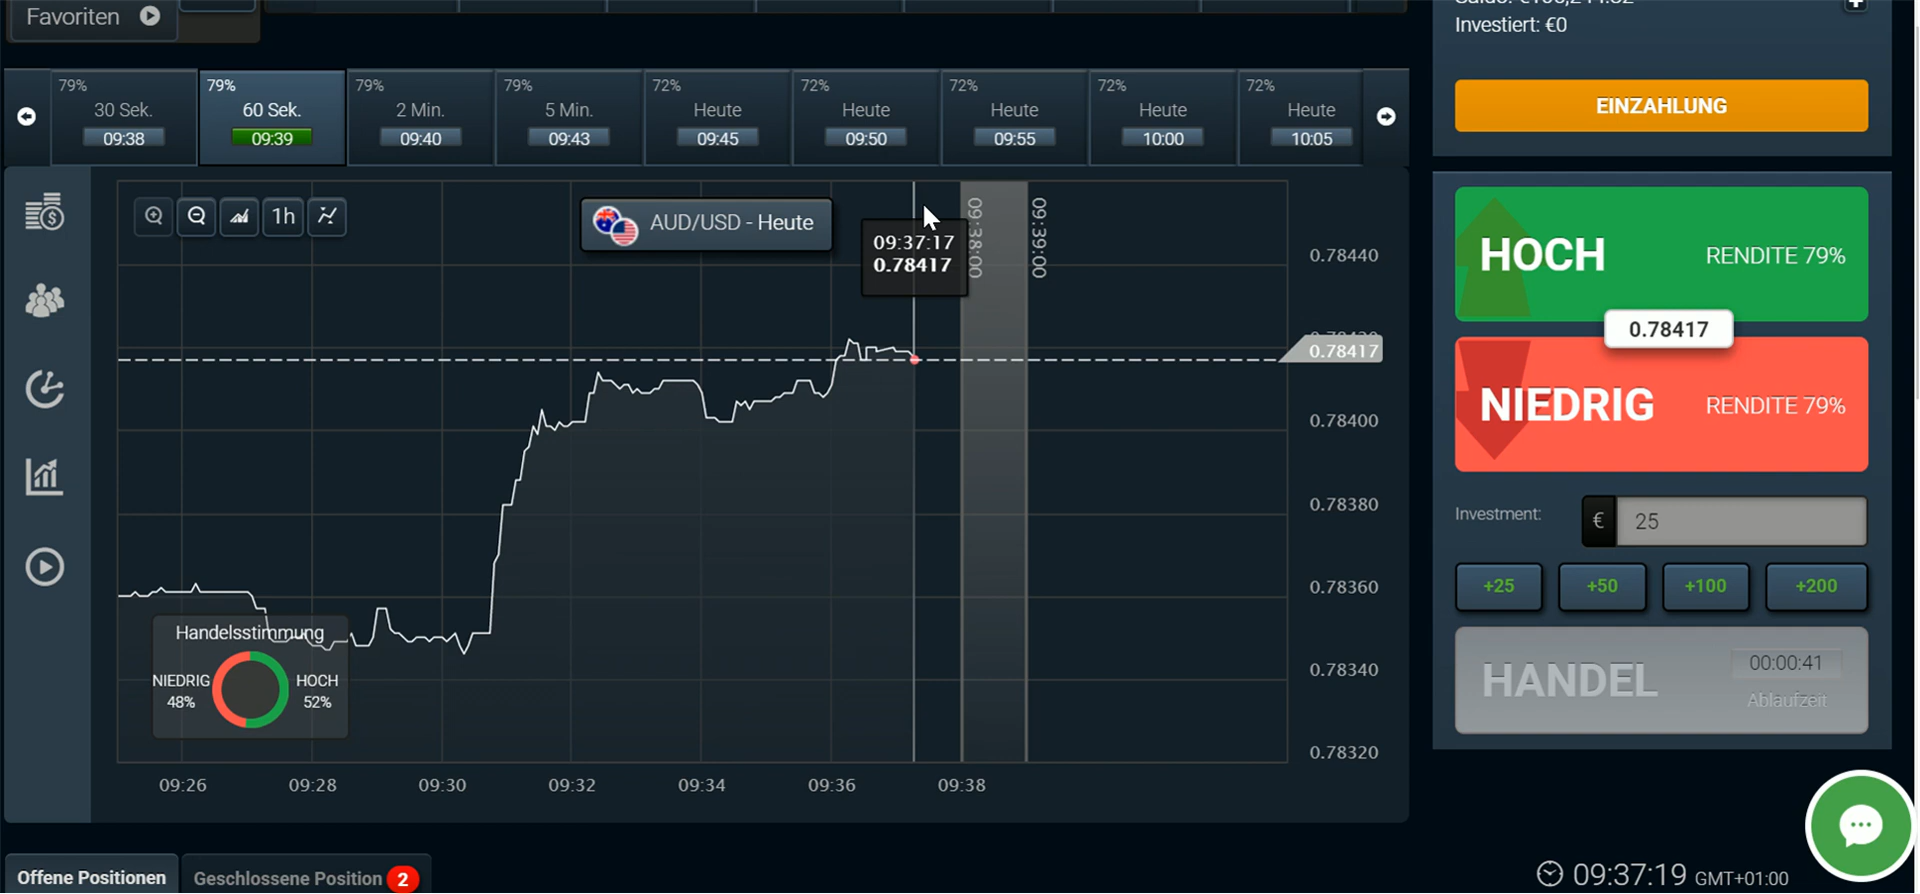 Favoriten
Investiert: €0
EINZAHLUNG
79%
30 Sek.
09:38
79%
60 Sek.
09:39
79%
2 Min.
09:40
79%
5 Min.
09:43
72%
Heute
09:45
72%
Heute
09:50
72%
Heute
09:55
72%
Heute
10:00
72%
Heute
10:05
1h
AUD/USD - Heute
09:37:17
0.78417
09:38:00
09:39:00
0.78440
0.78417
0.78400
0.78380
0.78360
0.78340
0.78320
Handelsstimmung
NIEDRIG
48%
HOCH
52%
09:26
09:28
09:30
09:32
09:34
09:36
09:38
HOCH
RENDITE 79%
0.78417
NIEDRIG
RENDITE 79%
Investment:
€
25
+25
+50
+100
+200
HANDEL
00:00:41
Ablaufzeit
Offene Positionen
Geschlossene Position
2
09:37:19 GMT+01:00